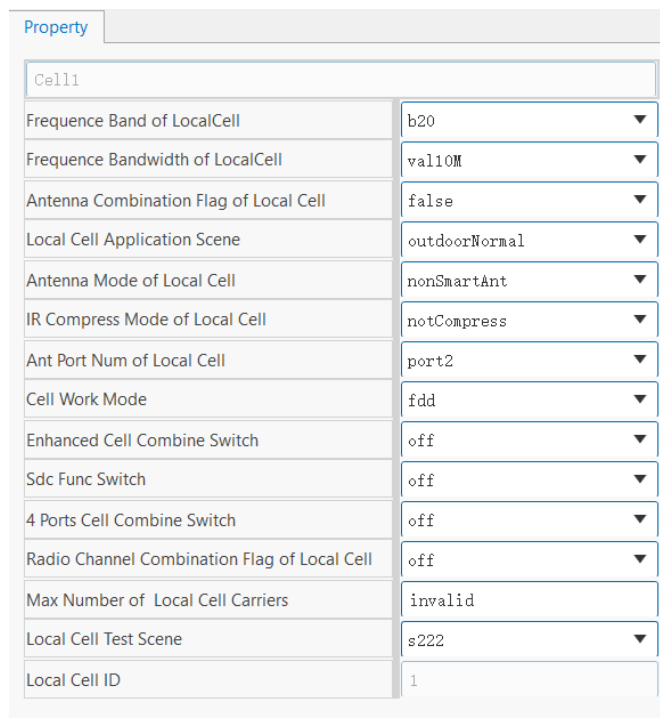 Property
Cell1
Frequence Band of LocalCell b20
Frequence Bandwidth of LocalCell val10M
Antenna Combination Flag of Local Cell false
Local Cell Application Scene outdoorNormal
Antenna Mode of Local Cell nonSmartAnt
IR Compress Mode of Local Cell notCompress
Ant Port Num of Local Cell port2
Cell Work Mode fdd
Enhanced Cell Combine Switch off
Sdc Func Switch off
4 Ports Cell Combine Switch off
Radio Channel Combination Flag of Local Cell off
Max Number of Local Cell Carriers invalid
Local Cell Test Scene s222
Local Cell ID 1